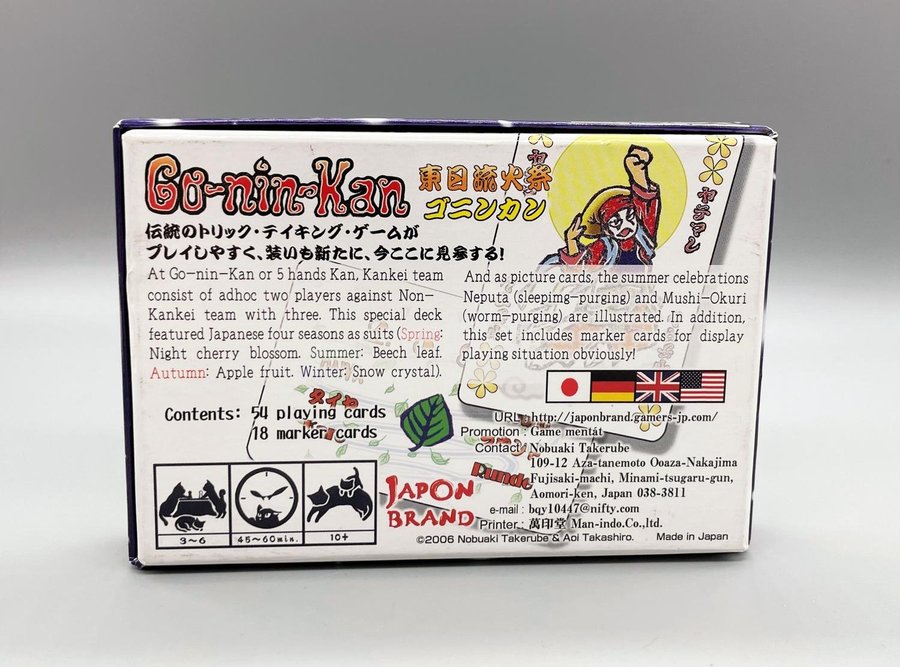 Go-nin-Kan
東日流火祭
ゴニンカン
伝統のトリック・テイキング・ゲームが
プレイしやすく、装いも新たに、今ここに見参する!
At Go-nin-Kan or 5 hands Kan, Kankei team
consist of adhoc two players against Non-
Kankei team with three. This special deck
featured Japanese four seasons as suits (Spring:
Night cherry blossom. Summer: Beech leaf.
Autumn: Apple fruit. Winter: Snow crystal).
And as picture cards, the summer celebrations
Neputa (sleepimg-purging) and Mushi-Okuri
(worm-purging) are illustrated. In addition,
this set includes marker cards for display
playing situation obviously!
ヤテマレ
Contents: 54 playing cards
18 marker cards
URL : http://japonbrand.gamers-jp.com/
Promotion : Game mentat
Contact : Nobuaki Takerube
109-12 Aza-tanemoto Ooaza-Nakajima
Fujisaki-machi, Minami-tsugaru-gun,
Aomori-ken, Japan 038-3811
e-mail : bqy10447@nifty.com
Printer : 萬印堂 Man-indo.Co.,ltd.
3~6
45~60min.
10+
JAPON
BRAND
©2006 Nobuaki Takerube & Aoi Takashiro.
Made in Japan